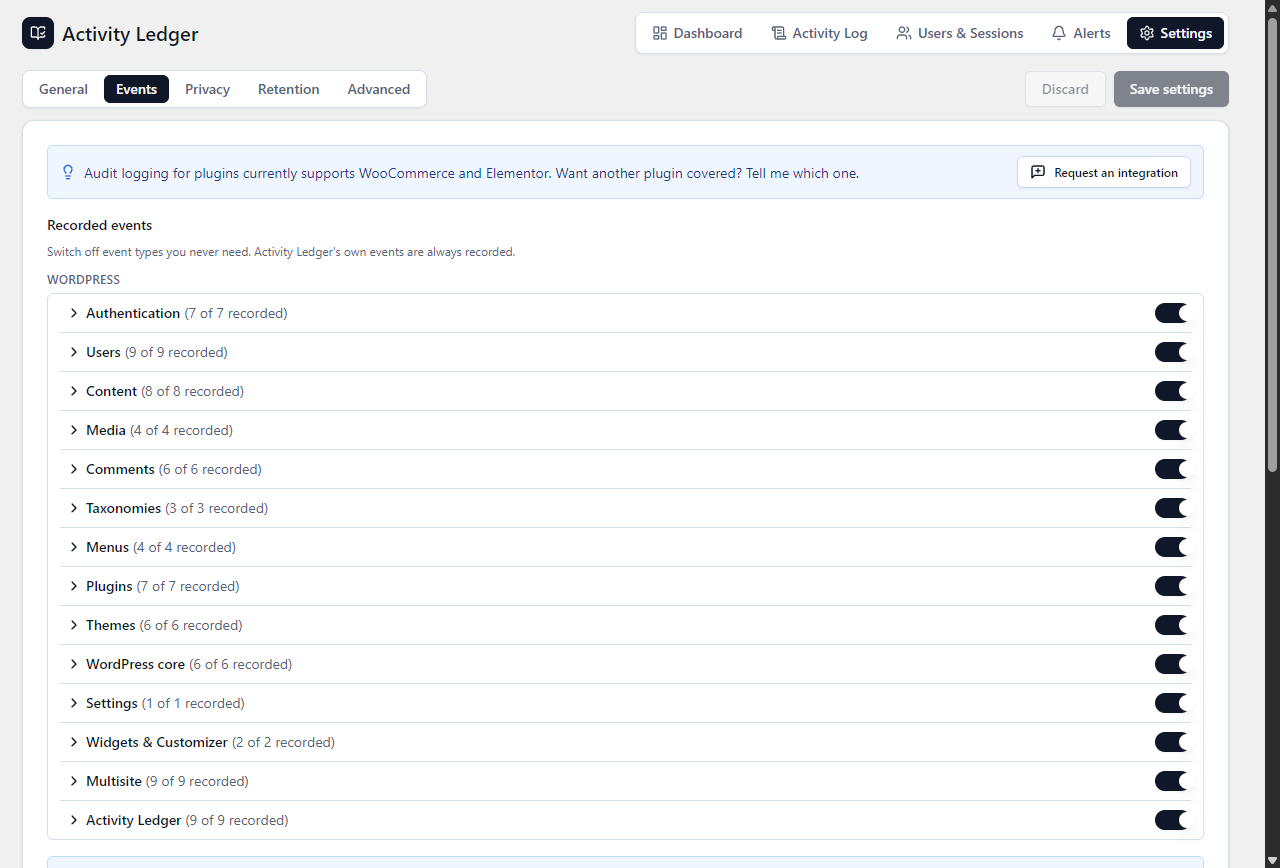 Activity Ledger
Dashboard
Activity Log
Users & Sessions
Alerts
Settings
General
Events
Privacy
Retention
Advanced
Discard
Save settings
Audit logging for plugins currently supports WooCommerce and Elementor. Want another plugin covered? Tell me which one.
Request an integration
Recorded events
Switch off event types you never need. Activity Ledger's own events are always recorded.
WORDPRESS
Authentication (7 of 7 recorded)
Users (9 of 9 recorded)
Content (8 of 8 recorded)
Media (4 of 4 recorded)
Comments (6 of 6 recorded)
Taxonomies (3 of 3 recorded)
Menus (4 of 4 recorded)
Plugins (7 of 7 recorded)
Themes (6 of 6 recorded)
WordPress core (6 of 6 recorded)
Settings (1 of 1 recorded)
Widgets & Customizer (2 of 2 recorded)
Multisite (9 of 9 recorded)
Activity Ledger (9 of 9 recorded)